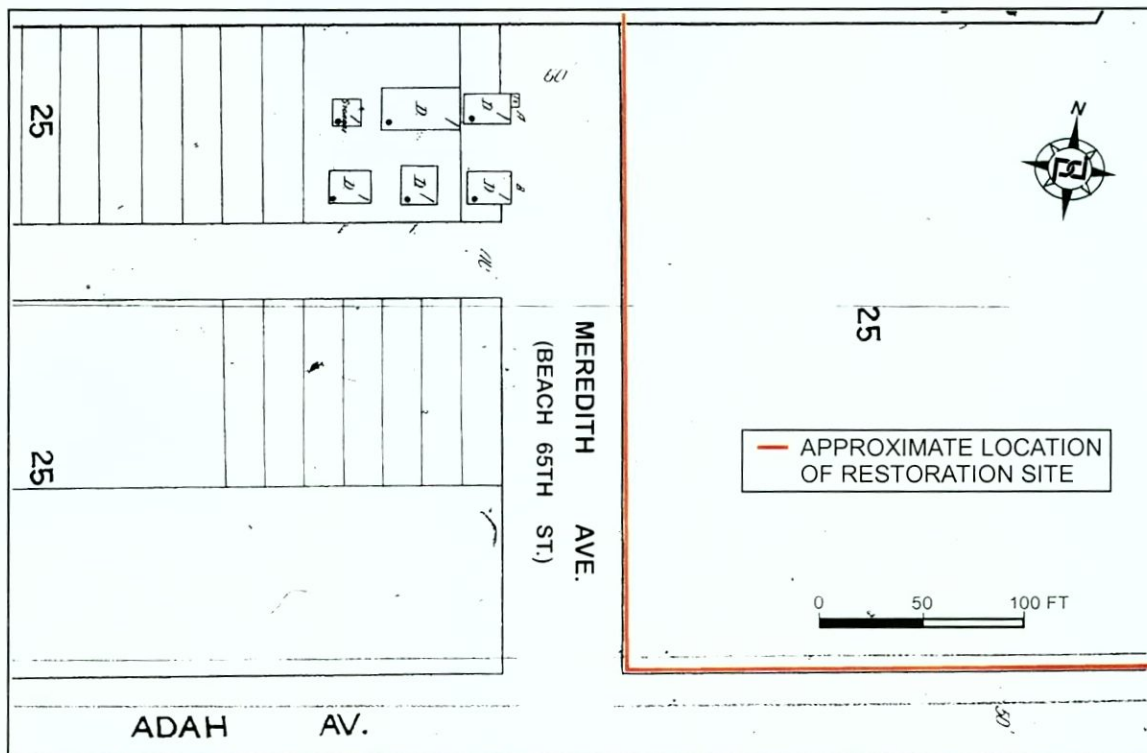 25
D
D
D
D
D
25
MEREDITH AVE.
(BEACH 65TH ST.)
N
25
APPROXIMATE LOCATION
OF RESTORATION SITE
0 50 100 FT
ADAH AV.
50'